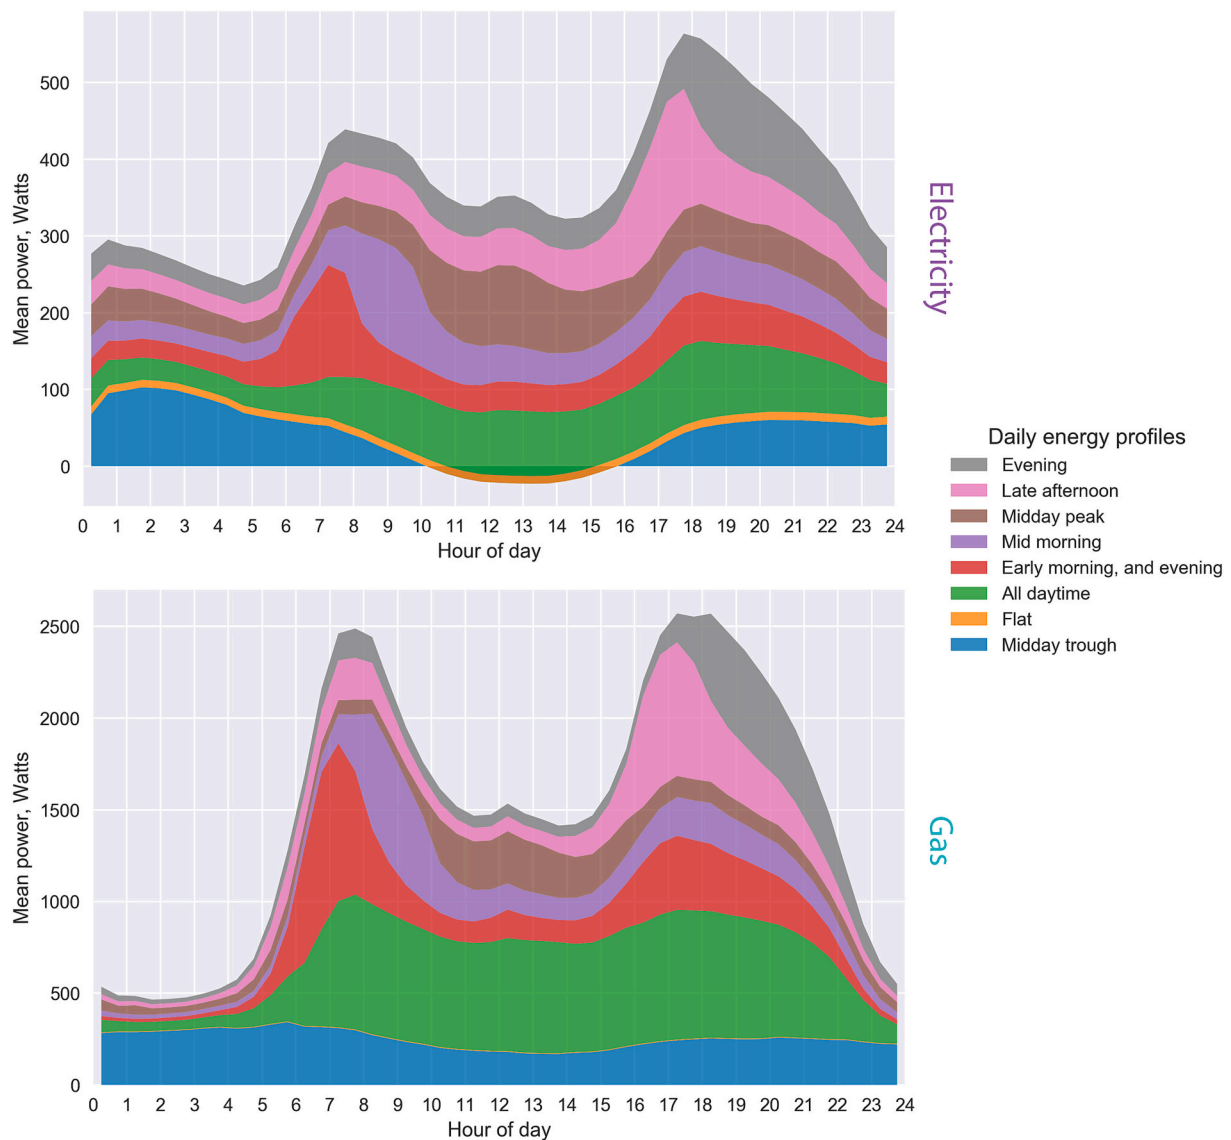 500
400
300
200
100
0
Mean power, Watts
0 1 2 3 4 5 6 7 8 9 10 11 12 13 14 15 16 17 18 19 20 21 22 23 24
Hour of day
Electricity
Daily energy profiles
Evening
Late afternoon
Midday peak
Mid morning
Early morning, and evening
All daytime
Flat
Midday trough
2500
2000
1500
1000
500
0
Mean power, Watts
0 1 2 3 4 5 6 7 8 9 10 11 12 13 14 15 16 17 18 19 20 21 22 23 24
Hour of day
Gas